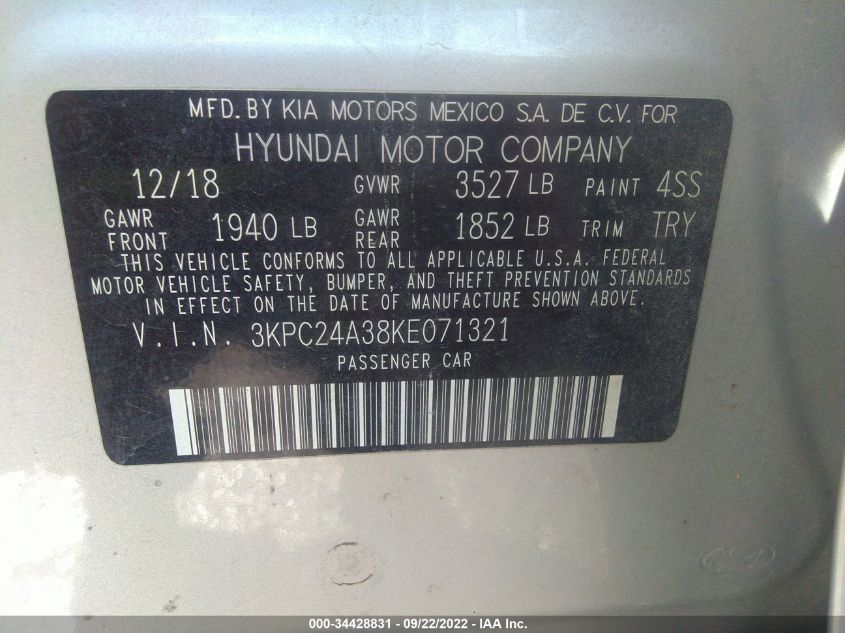 MFD. BY KIA MOTORS MEXICO S.A. DE C.V. FOR
HYUNDAI MOTOR COMPANY
12/18 GVWR 3527 LB PAINT 4SS
GAWR FRONT 1940 LB GAWR REAR 1852 LB TRIM TRY
THIS VEHICLE CONFORMS TO ALL APPLICABLE U.S.A. FEDERAL
MOTOR VEHICLE SAFETY, BUMPER, AND THEFT PREVENTION STANDARDS
IN EFFECT ON THE DATE OF MANUFACTURE SHOWN ABOVE.
V.I.N. 3KPC24A38KE071321
PASSENGER CAR
000-34428831 - 09/22/2022 - IAA Inc.